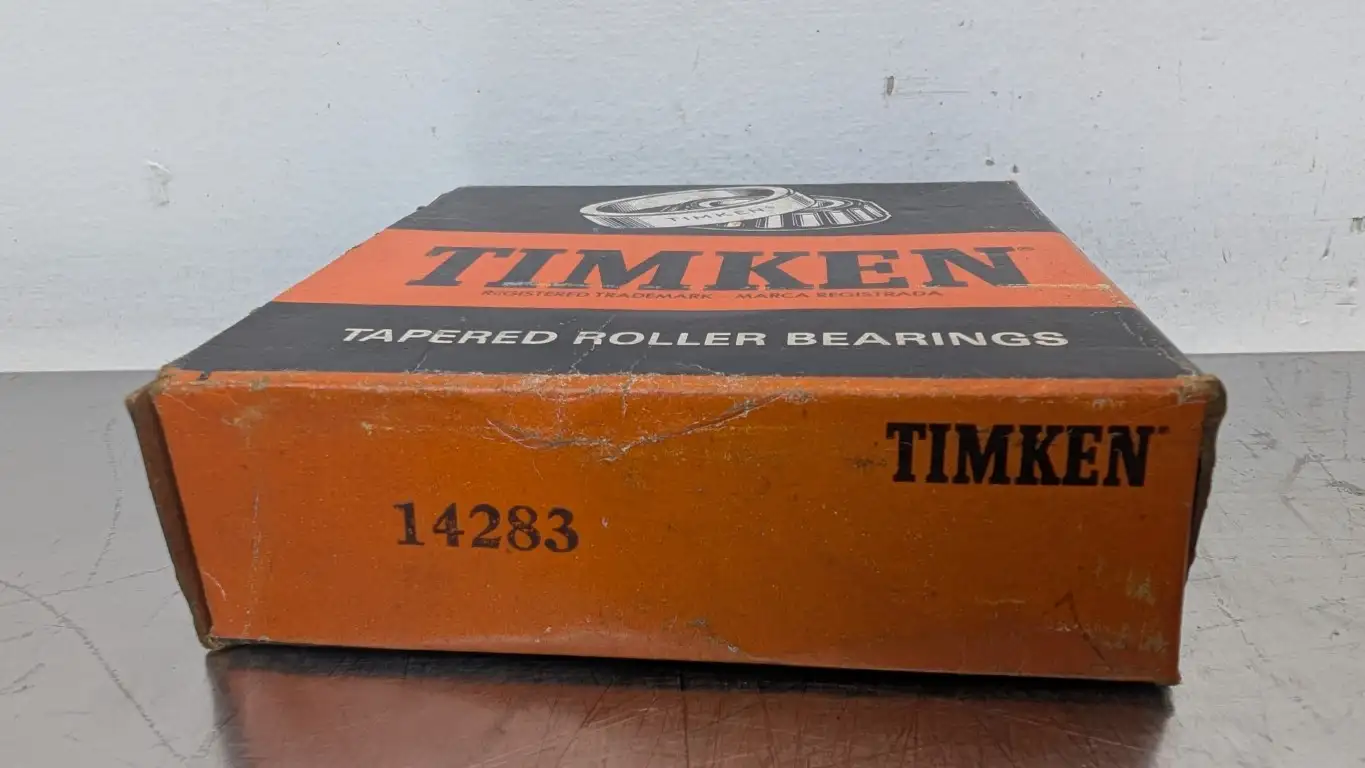 TIMKEN
TIMKEN
REGISTERED TRADEMARK MARCA REGISTRADA
TAPERED ROLLER BEARINGS
TIMKEN
14283